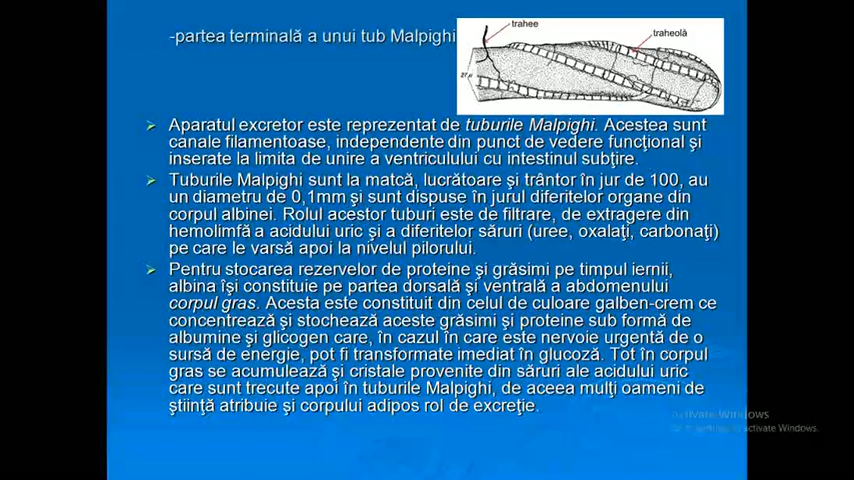 -partea terminală a unui tub Malpighi
trahee
traheolă
Aparatul excretor este reprezentat de tuburile Malpighi. Acestea sunt
canale filamentoase, independente din punct de vedere funcţional şi
inserate la limita de unire a ventriculului cu intestinul subţire.
Tuburile Malpighi sunt la matcă, lucrătoare şi trântor în jur de 100, au
un diametru de 0,1mm şi sunt dispuse în jurul diferitelor organe din
corpul albinei. Rolul acestor tuburi este de filtrare, de extragere din
hemolimfă a acidului uric şi a diferitelor săruri (uree, oxalaţi, carbonaţi)
pe care le varsă apoi la nivelul pilorului.
Pentru stocarea rezervelor de proteine şi grăsimi pe timpul iernii,
albina îşi constituie pe partea dorsală şi ventrală a abdomenului
corpul gras. Acesta este constituit din celul de culoare galben-crem ce
concentrează şi stochează aceste grăsimi şi proteine sub formă de
albumine şi glicogen care, în cazul în care este nervoie urgentă de o
sursă de energie, pot fi transformate imediat în glucoză. Tot în corpul
gras se acumulează şi cristale provenite din săruri ale acidului uric
care sunt trecute apoi în tuburile Malpighi, de aceea mulţi oameni de
ştiinţă atribuie şi corpului adipos rol de excreţie.
Activate Windows
activate Windows.